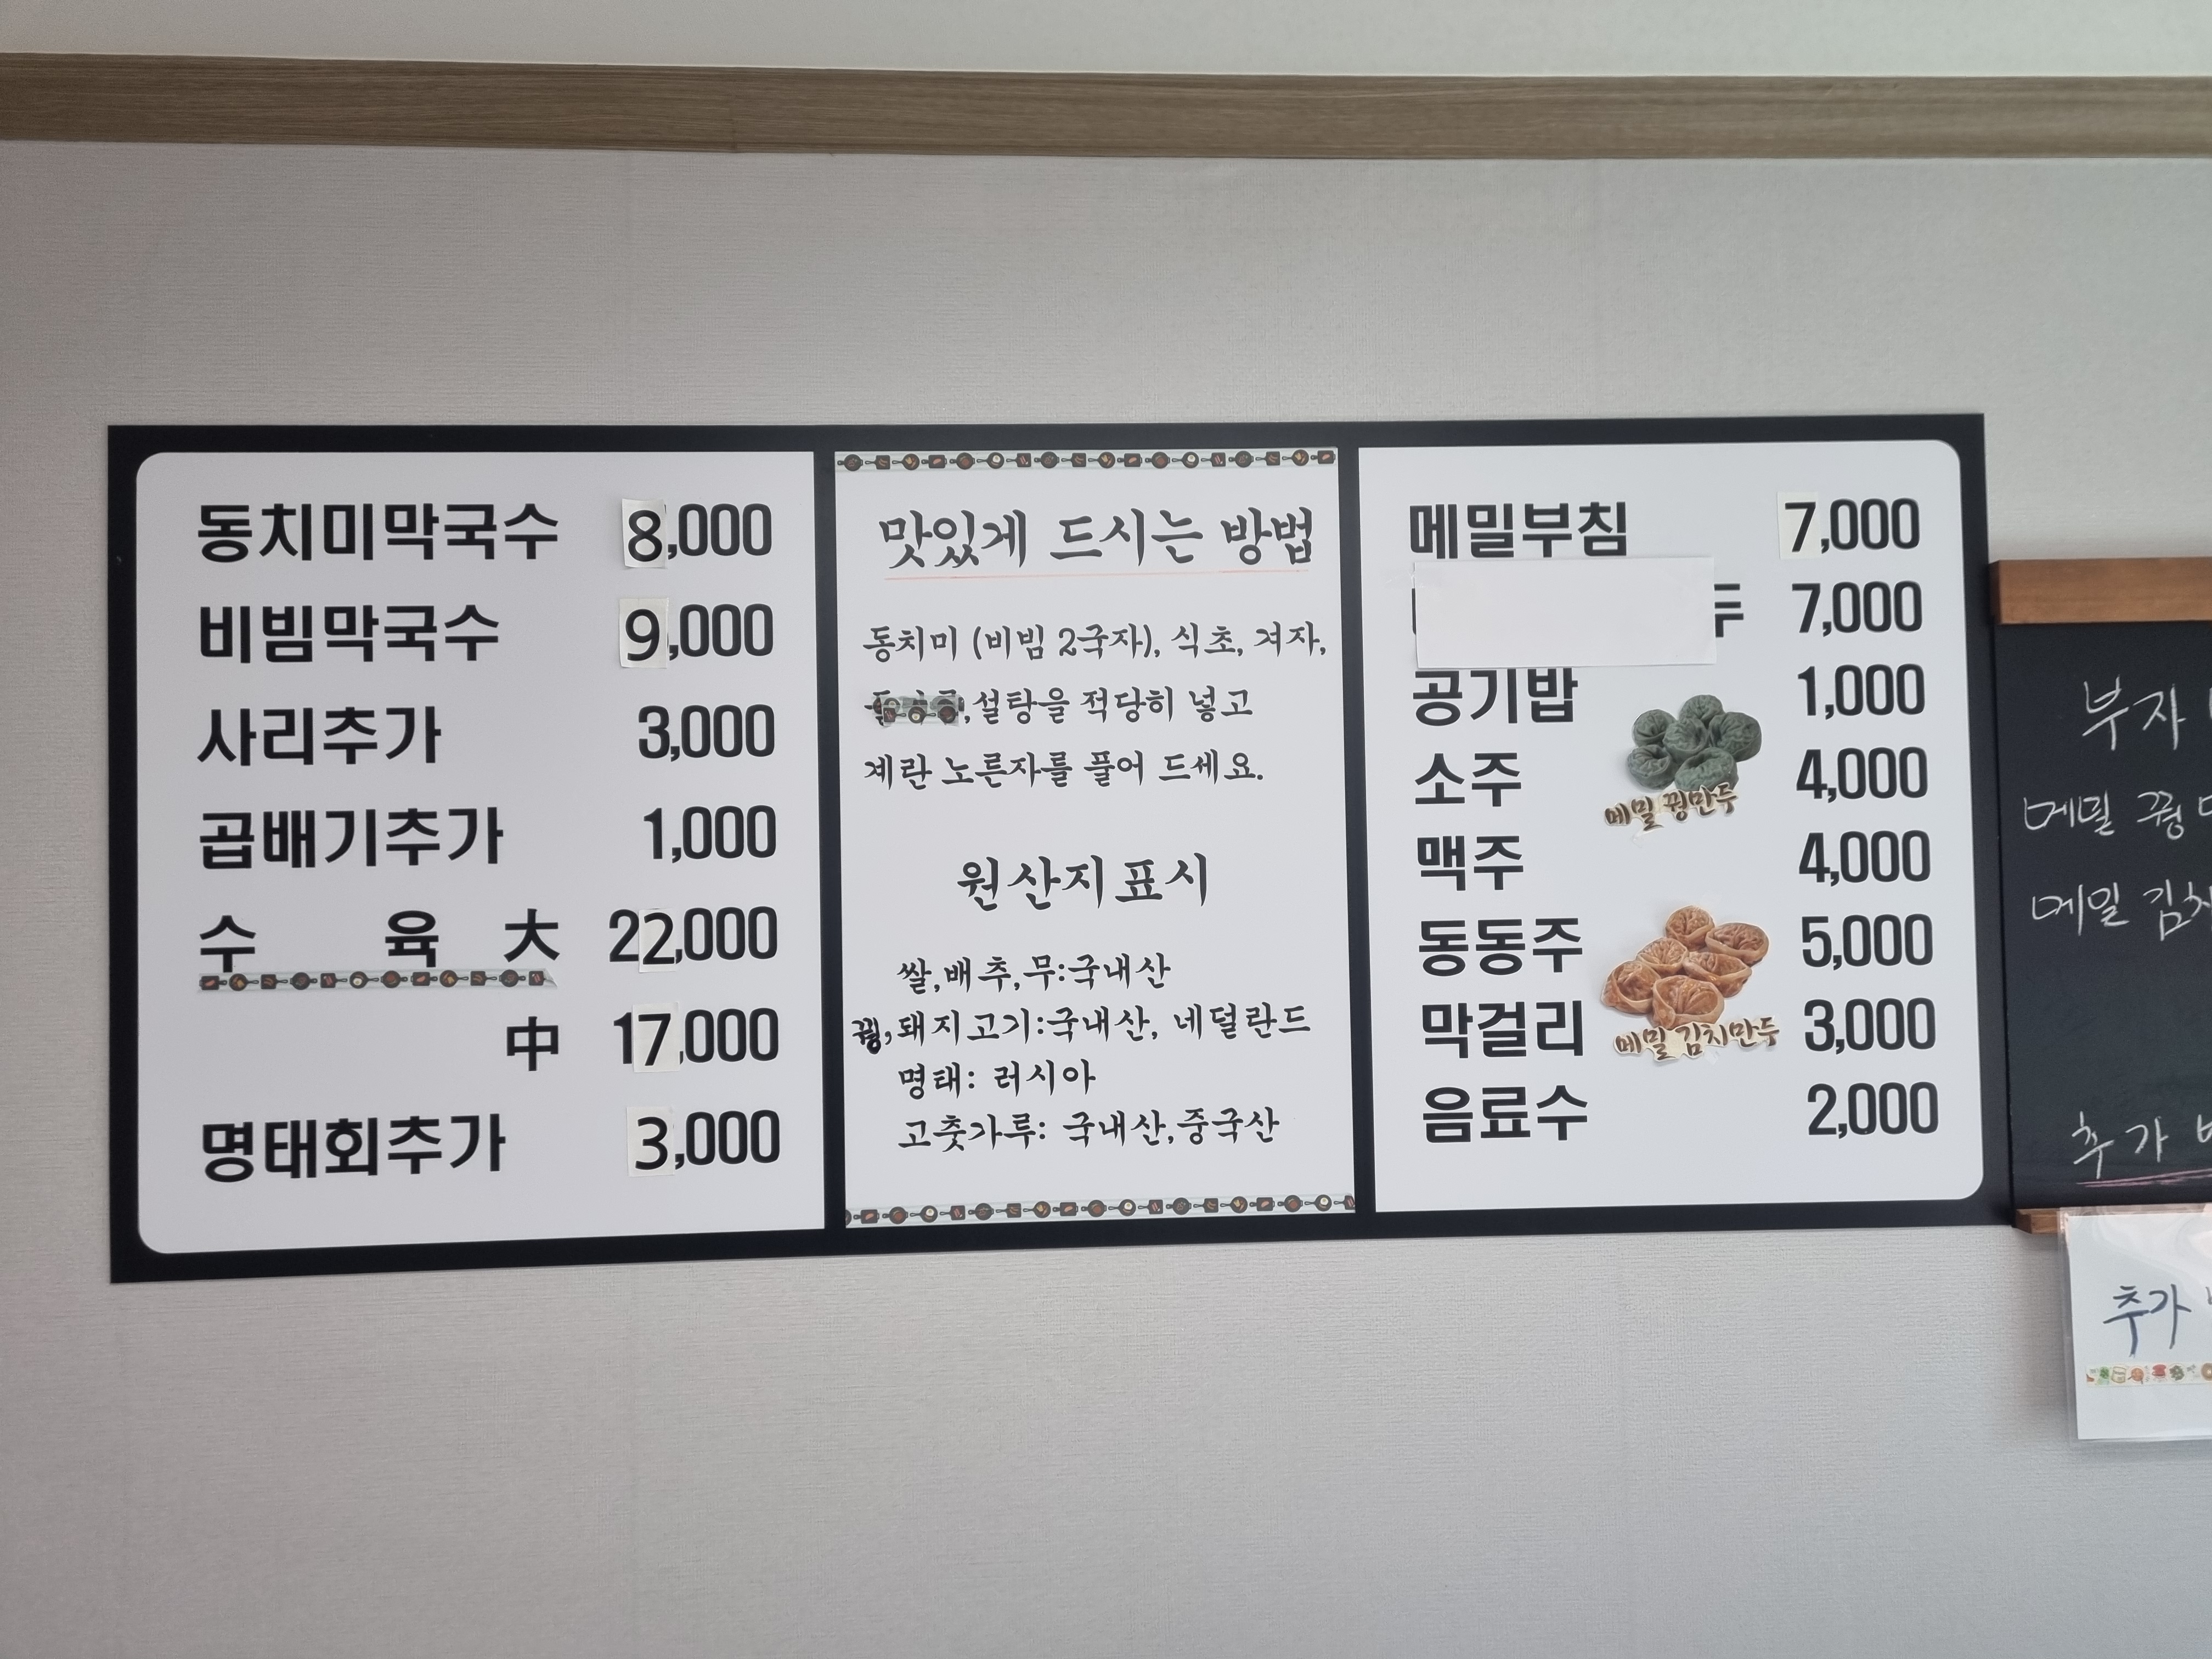 동치미막국수 8,000
비빔막국수 9,000
사리추가 3,000
곱배기추가 1,000
수 육 大 22,000
中 17,000
명태회추가 3,000
맛있게 드시는 방법
동치미 (비빔 2국자), 식초, 겨자,
설탕을 적당히 넣고
계란 노른자를 풀어 드세요.
원산지표시
쌀,배추,무:국내산
꿩,돼지고기:국내산, 네덜란드
명태: 러시아
고춧가루: 국내산,중국산
메밀부침 7,000
두 7,000
공기밥 1,000
소주 4,000
메밀 꿩만두
맥주 4,000
동동주 5,000
막걸리 3,000
메밀 김치만두
음료수 2,000
부자
메밀 꿩
메밀 김치
추가
추가